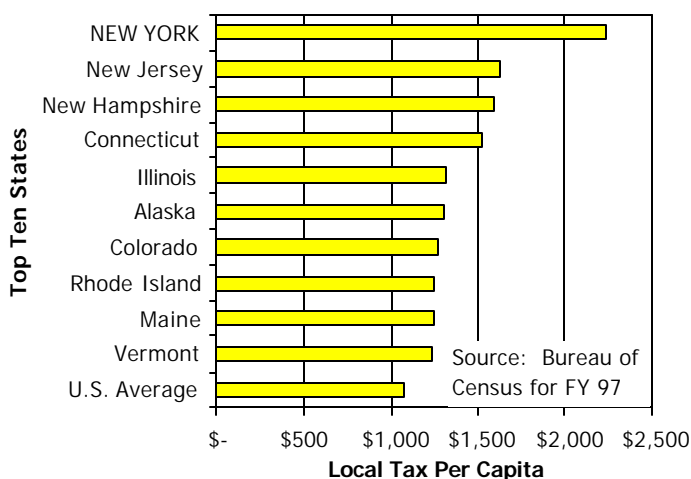 NEW YORK
New Jersey
New Hampshire
Connecticut
Illinois
Alaska
Colorado
Rhode Island
Maine
Vermont
U.S. Average
Top Ten States
Source: Bureau of
Census for FY 97
$- $500 $1,000 $1,500 $2,000 $2,500
Local Tax Per Capita